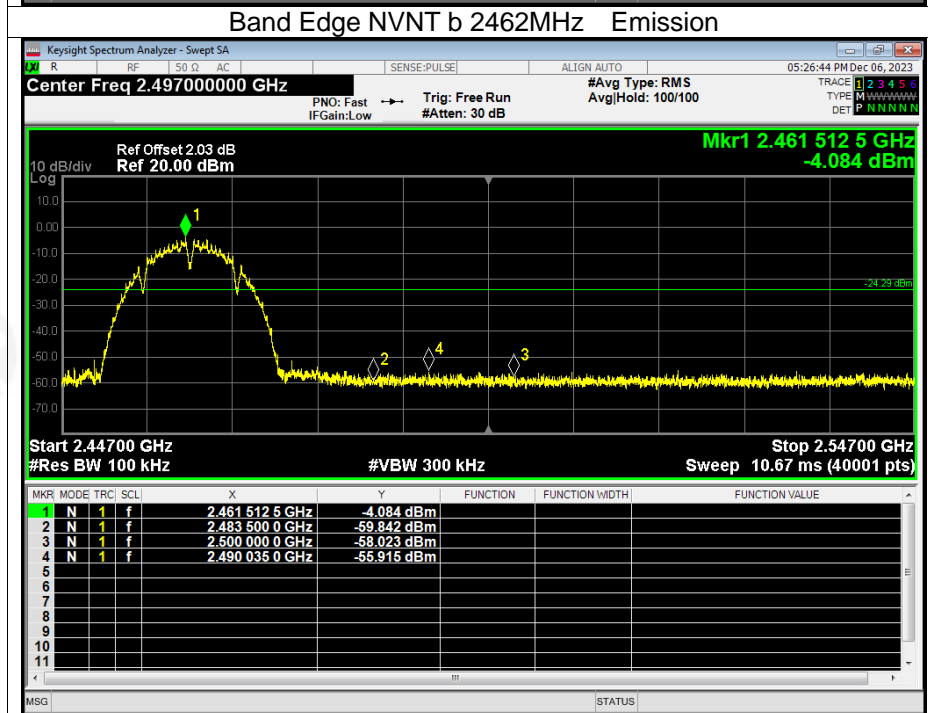 Band Edge NVNT b 2462MHz Emission
Keysight Spectrum Analyzer - Swept SA
LXI R RF 50 Ω AC SENSE:PULSE ALIGN AUTO 05:26:44 PM Dec 06, 2023
Center Freq 2.497000000 GHz #Avg Type: RMS TRACE 1 2 3 4 5 6
PNO: Fast Trig: Free Run Avg|Hold: 100/100 TYPE M WWWWW
IFGain:Low #Atten: 30 dB DET P N N N N N
Mkr1 2.461 512 5 GHz
Ref Offset 2.03 dB
10 dB/div Ref 20.00 dBm -4.084 dBm
Log
10.0
1
0.00
-10.0
-20.0
-24.29 dBm
-30.0
-40.0
-50.0
2 4 3
-60.0
-70.0
Start 2.44700 GHz Stop 2.54700 GHz
#Res BW 100 kHz #VBW 300 kHz Sweep 10.67 ms (40001 pts)
MKR MODE TRC SCL X Y FUNCTION FUNCTION WIDTH FUNCTION VALUE
1 N 1 f 2.461 512 5 GHz -4.084 dBm
2 N 1 f 2.483 500 0 GHz -59.842 dBm
3 N 1 f 2.500 000 0 GHz -58.023 dBm
4 N 1 f 2.490 035 0 GHz -55.915 dBm
5
6
7
8
9
10
11
MSG STATUS